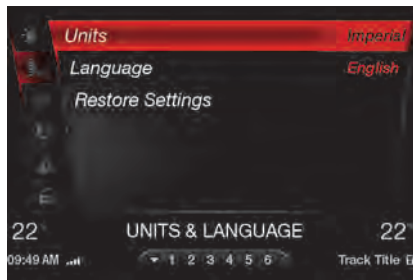 Units Imperial
Language English
Restore Settings
22° UNITS & LANGUAGE 22°
09:49 AM 1 2 3 4 5 6 Track Title